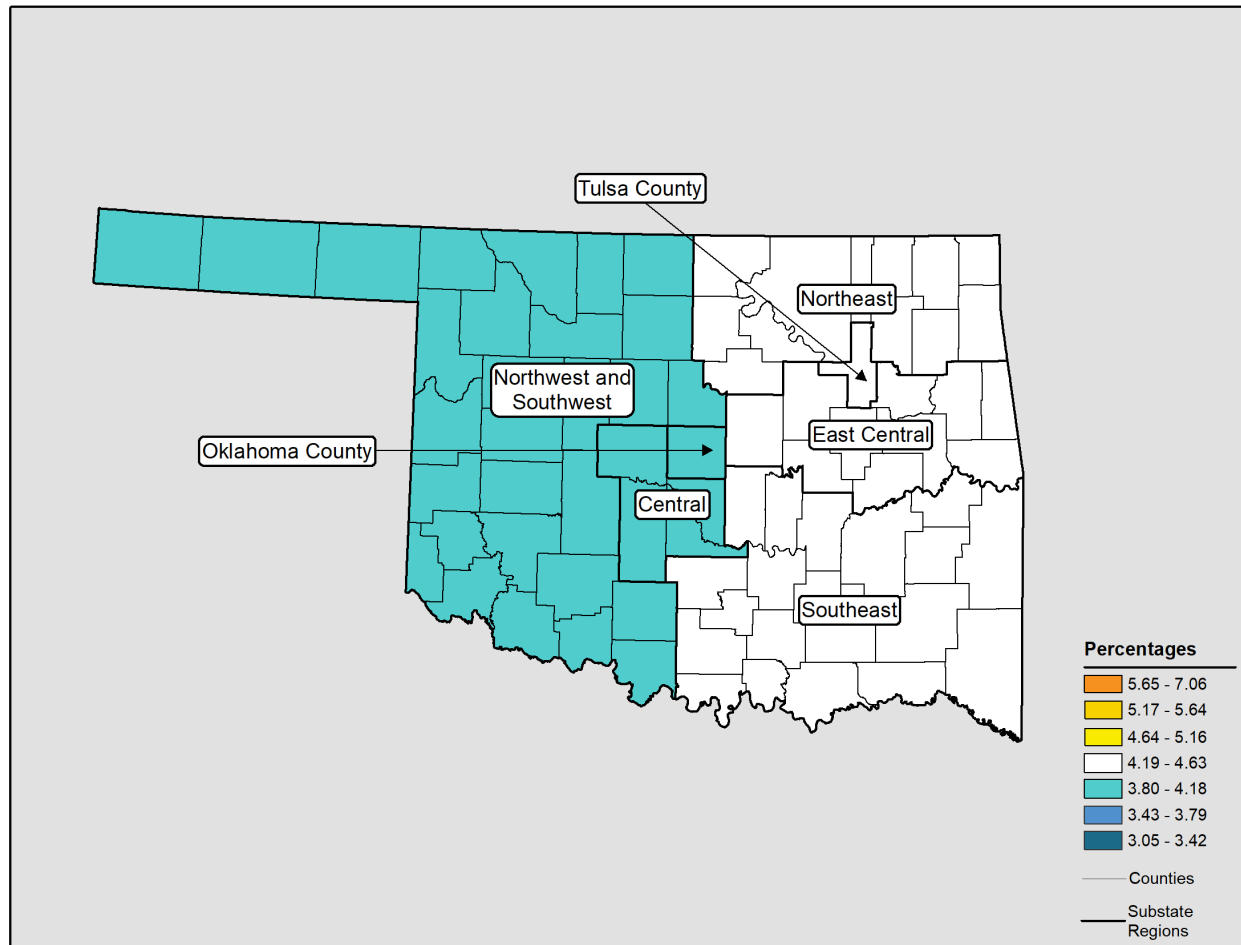 Tulsa County
Northeast
Northwest and
Southwest
East Central
Oklahoma County
Central
Southeast
Percentages
5.65 - 7.06
5.17 - 5.64
4.64 - 5.16
4.19 - 4.63
3.80 - 4.18
3.43 - 3.79
3.05 - 3.42
Counties
Substate
Regions